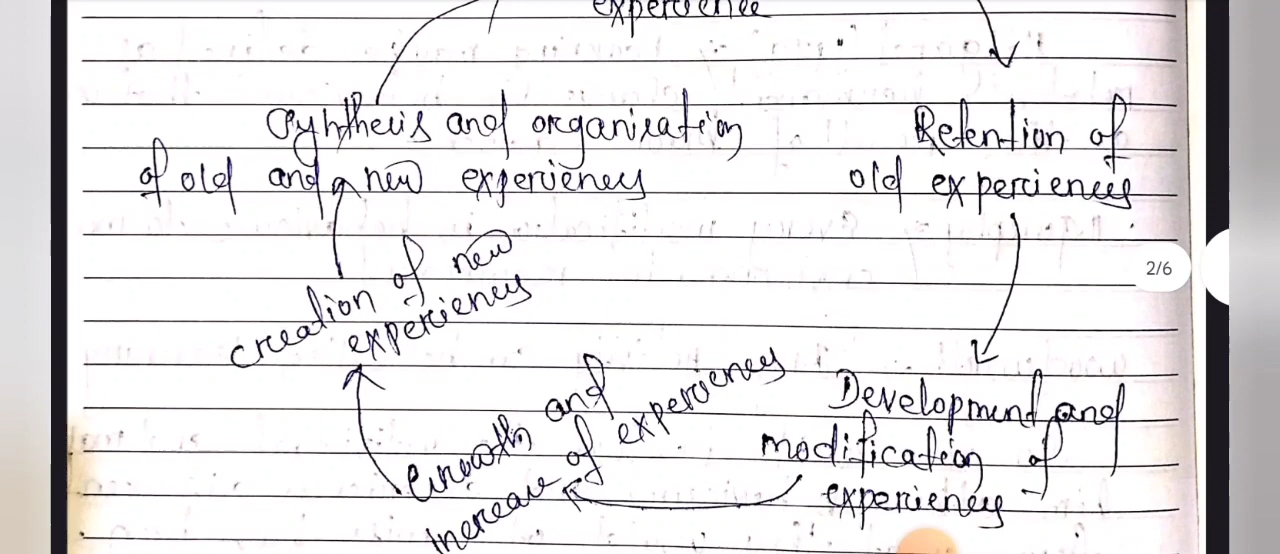 experience
Synthesis and organisation
of old and new experiences
Retention of
old experiences
2/6
creation of new
experiences
Development and
modification of
experiences
Growth and
Increase of experiences